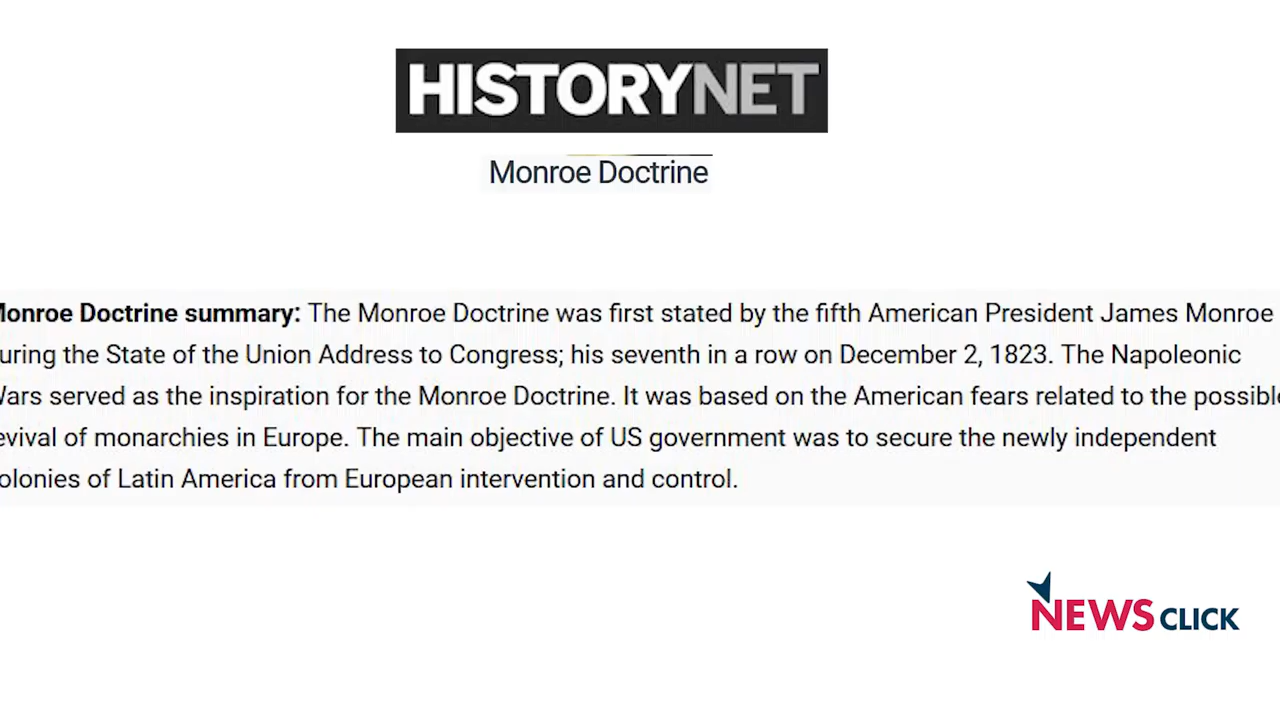 HISTORYNET
Monroe Doctrine
Monroe Doctrine summary: The Monroe Doctrine was first stated by the fifth American President James Monroe
uring the State of the Union Address to Congress; his seventh in a row on December 2, 1823. The Napoleonic
Wars served as the inspiration for the Monroe Doctrine. It was based on the American fears related to the possible
evival of monarchies in Europe. The main objective of US government was to secure the newly independent
olonies of Latin America from European intervention and control.
NEWS CLICK